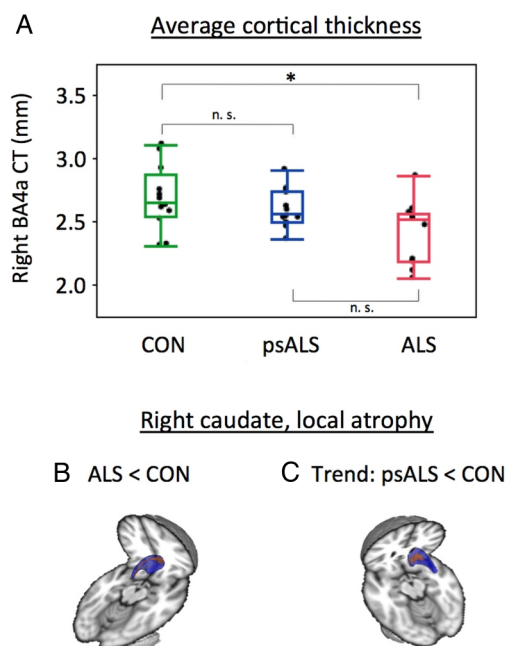 A
Average cortical thickness
Right BA4a CT (mm)
3.5
3.0
2.5
2.0
*
n. s.
n. s.
CON
psALS
ALS
Right caudate, local atrophy
B ALS < CON
C Trend: psALS < CON